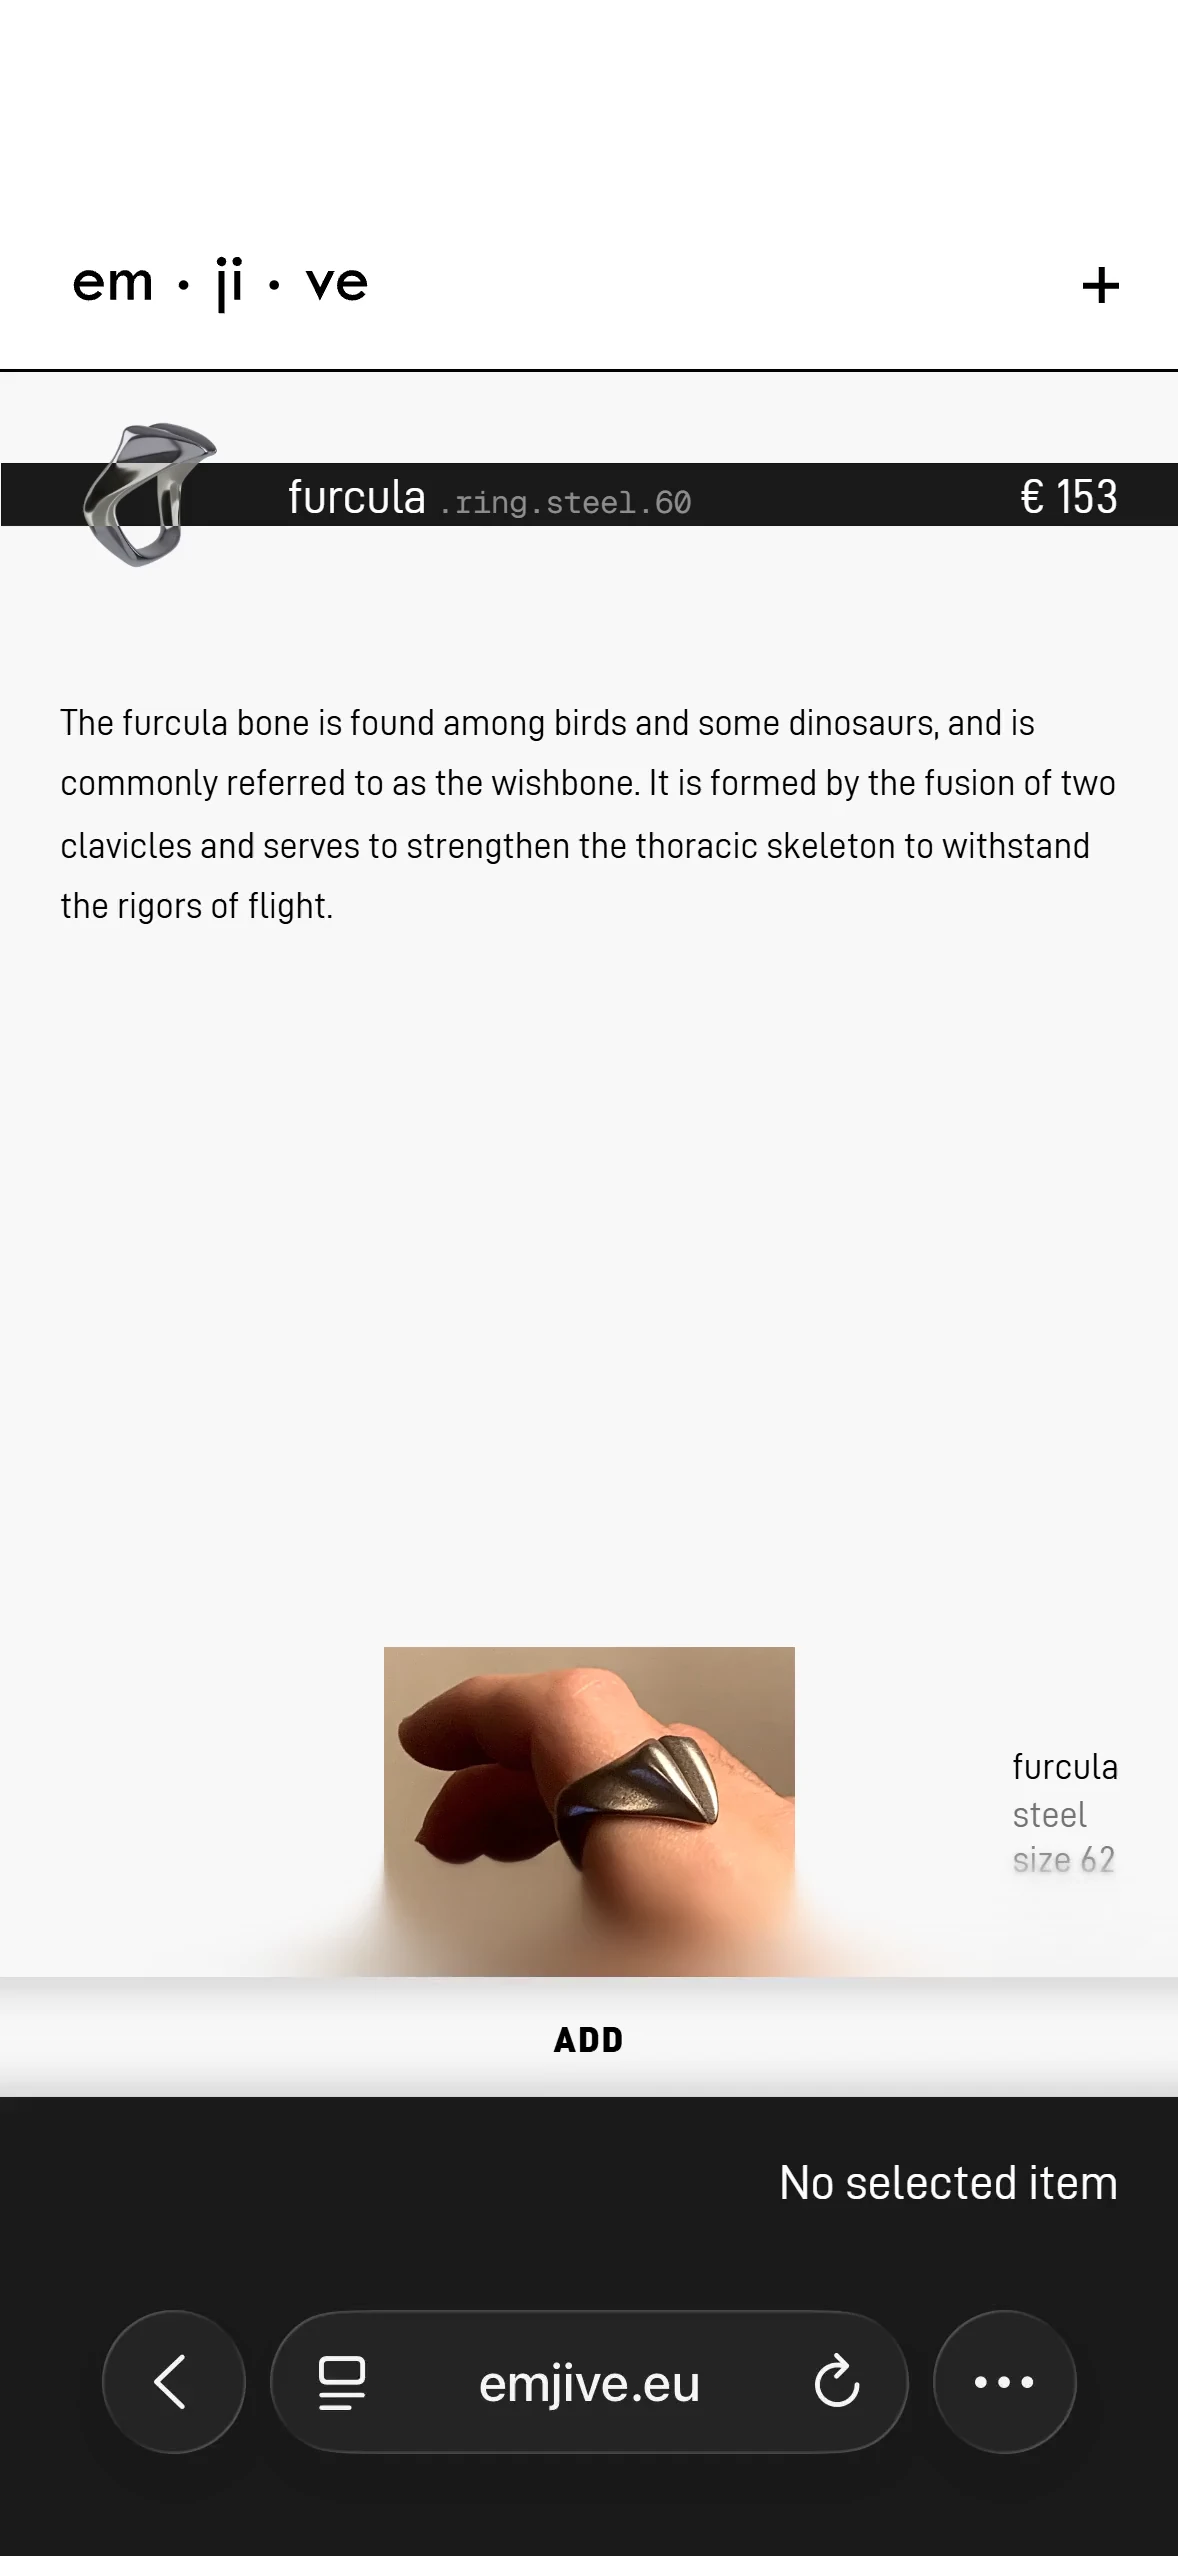 em · ji · ve +
furcula .ring.steel.60 € 153
The furcula bone is found among birds and some dinosaurs, and is
commonly referred to as the wishbone. It is formed by the fusion of two
clavicles and serves to strengthen the thoracic skeleton to withstand
the rigors of flight.
furcula
steel
size 62
ADD
No selected item
emjive.eu